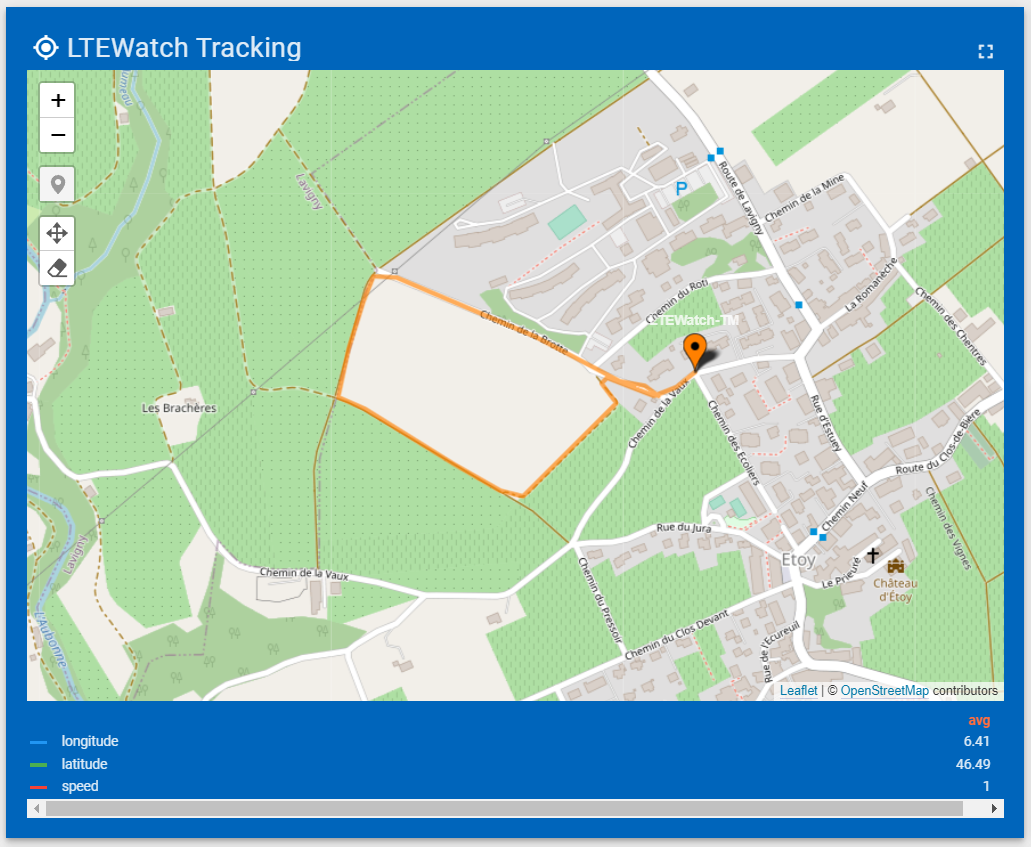 LTEWatch Tracking
+
−
Lavigny
P
Route de Lavigny
Chemin de la Mine
La Romanèche
Chemin des Chentres
Chemin du Roti
Chemin de la Brotte
LTEWatch-TM
Les Brachères
Chemin de la Vaux
Chemin des Ecoliers
Rue d'Estuey
Route du Clos-de-Bière
Chemin Neuf
Chemin des Vignes
Rue du Jura
Etoy
Le Prieuré
Château
d'Étoy
Lavigny
Chemin de la Vaux
Chemin du Pressoir
Chemin du Clos Devant
Rue de l'Ecureuil
L'Aubonne
Leaflet | © OpenStreetMap contributors
avg
longitude 6.41
latitude 46.49
speed 1